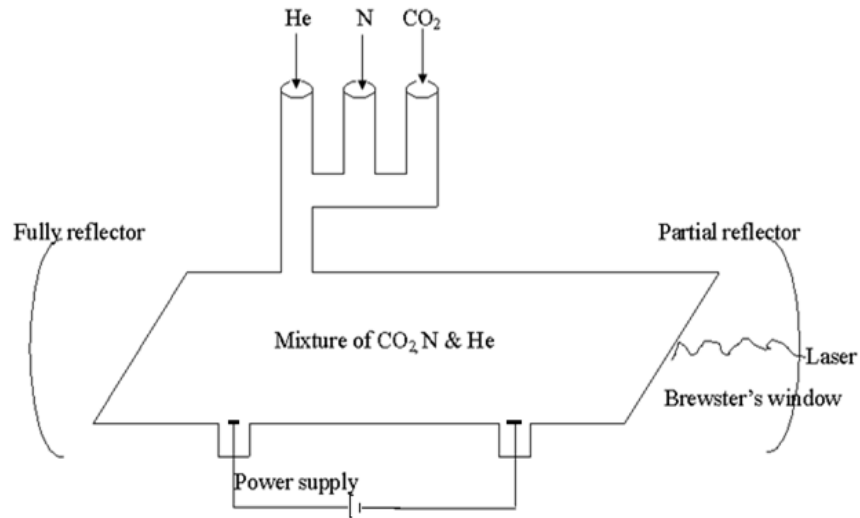 He N CO₂
Fully reflector
Partial reflector
Mixture of CO₂, N & He
Laser
Brewster’s window
Power supply